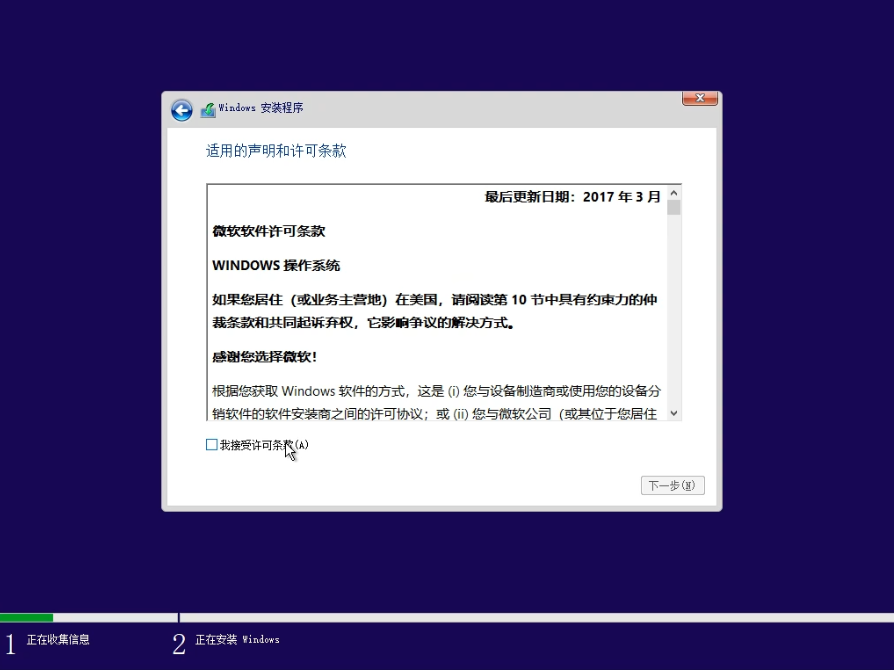 Windows 安装程序
适用的声明和许可条款
最后更新日期：2017 年 3 月
微软软件许可条款
WINDOWS 操作系统
如果您居住（或业务主营地）在美国，请阅读第 10 节中具有约束力的仲
裁条款和共同起诉弃权，它影响争议的解决方式。
感谢您选择微软！
根据您获取 Windows 软件的方式，这是 (i) 您与设备制造商或使用您的设备分
销软件的软件安装商之间的许可协议；或 (ii) 您与微软公司（或其位于您居住
我接受许可条款(A)
下一步(N)
1 正在收集信息
2 正在安装 Windows